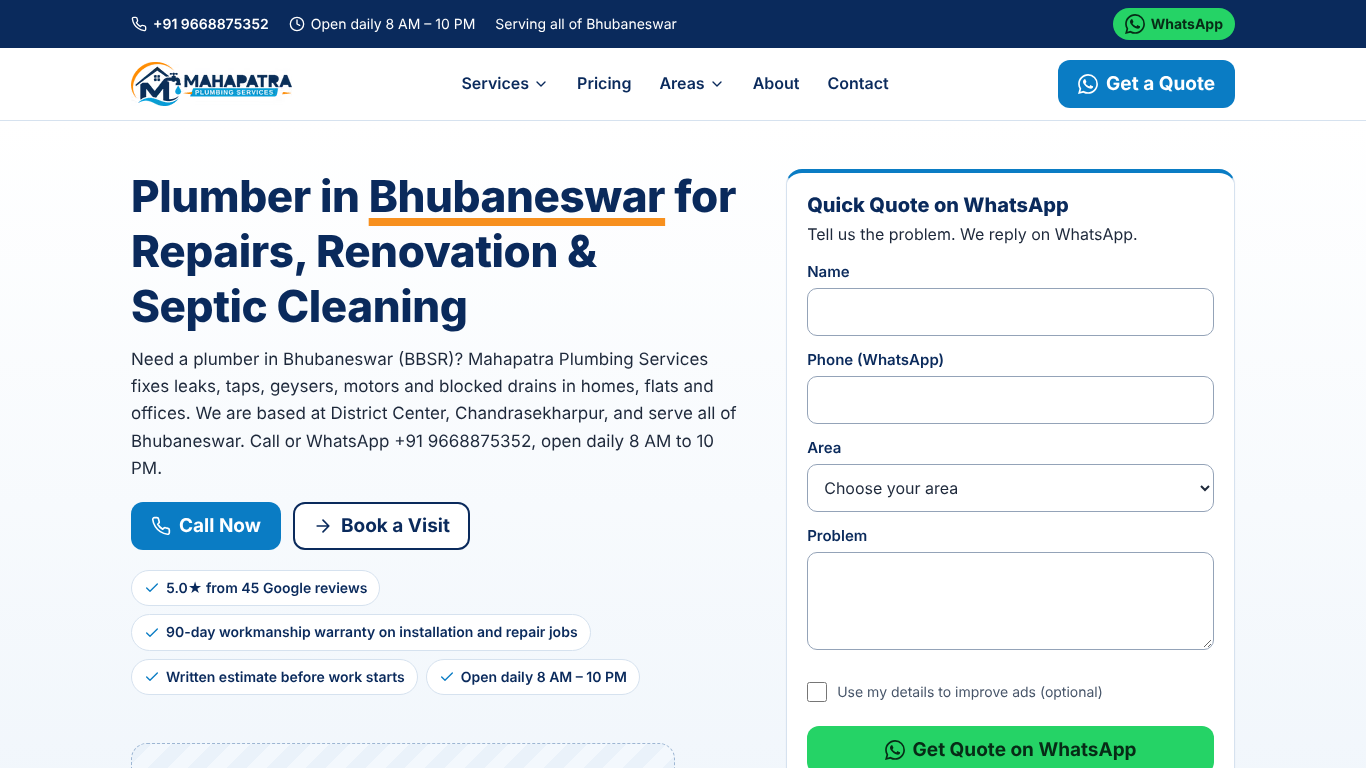 +91 9668875352
Open daily 8 AM – 10 PM
Serving all of Bhubaneswar
WhatsApp
MAHAPATRA
PLUMBING SERVICES
Services
Pricing
Areas
About
Contact
Get a Quote
Plumber in Bhubaneswar for
Repairs, Renovation &
Septic Cleaning
Need a plumber in Bhubaneswar (BBSR)? Mahapatra Plumbing Services
fixes leaks, taps, geysers, motors and blocked drains in homes, flats and
offices. We are based at District Center, Chandrasekharpur, and serve all of
Bhubaneswar. Call or WhatsApp +91 9668875352, open daily 8 AM to 10
PM.
Call Now
Book a Visit
5.0★ from 45 Google reviews
90-day workmanship warranty on installation and repair jobs
Written estimate before work starts
Open daily 8 AM – 10 PM
Quick Quote on WhatsApp
Tell us the problem. We reply on WhatsApp.
Name
Phone (WhatsApp)
Area
Choose your area
Problem
Use my details to improve ads (optional)
Get Quote on WhatsApp